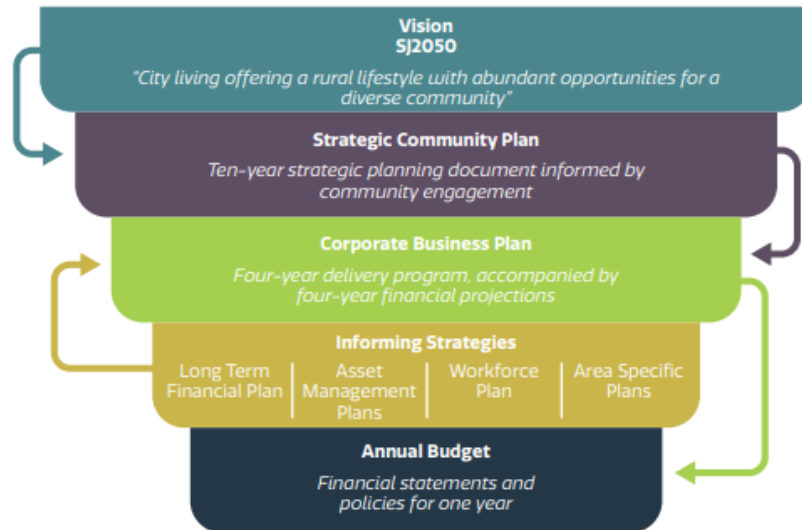 Vision
SJ2050
"City living offering a rural lifestyle with abundant opportunities for a
diverse community"
Strategic Community Plan
Ten-year strategic planning document informed by
community engagement
Corporate Business Plan
Four-year delivery program, accompanied by
four-year financial projections
Informing Strategies
Long Term
Financial Plan
Asset
Management
Plans
Workforce
Plan
Area Specific
Plans
Annual Budget
Financial statements and
policies for one year